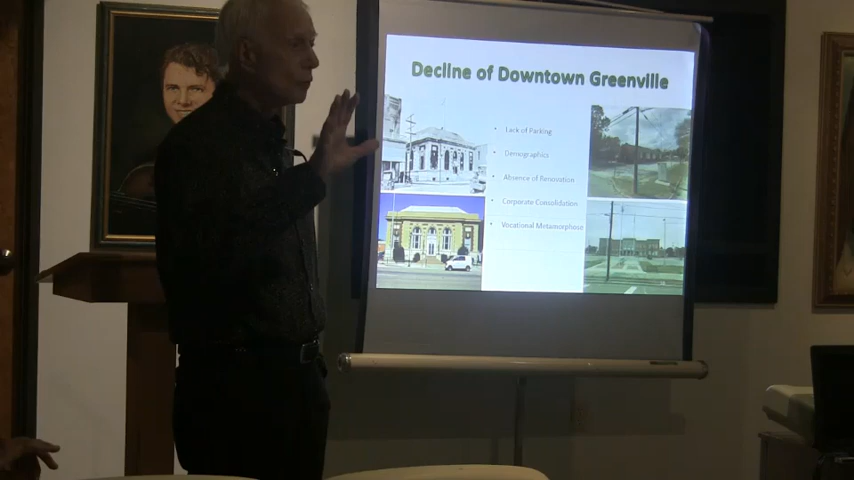 Decline of Downtown Greenville
• Lack of Parking
• Demographics
• Absence of Renovation
• Corporate Consolidation
• Vocational Metamorphose